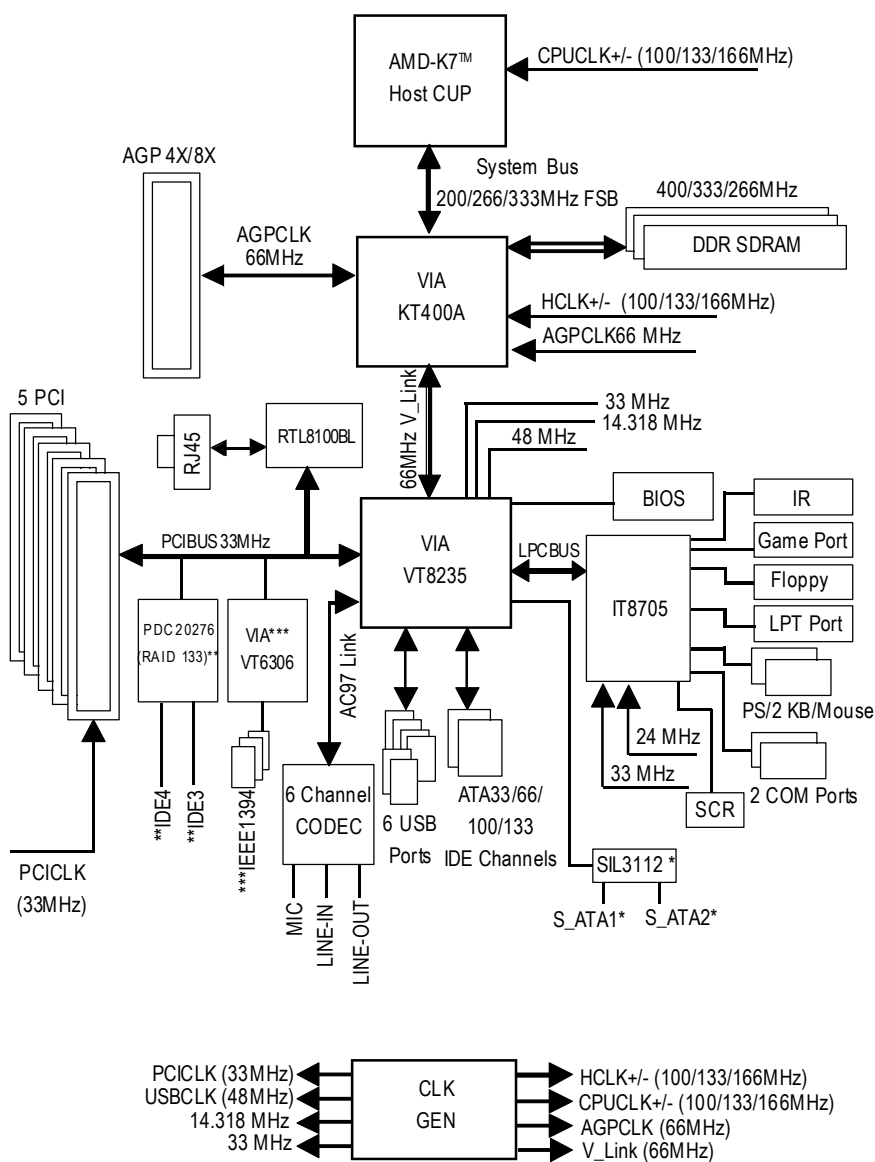 AMD-K7™
Host CUP
CPUCLK+/- (100/133/166MHz)
AGP 4X/8X
System Bus
200/266/333MHz FSB
400/333/266MHz
DDR SDRAM
AGPCLK
66MHz
VIA
KT400A
HCLK+/- (100/133/166MHz)
AGPCLK66 MHz
5 PCI
66MHz V_Link
33 MHz
14.318 MHz
48 MHz
RJ45
RTL8100BL
BIOS
IR
PCIBUS33MHz
VIA
VT8235
LPCBUS
IT8705
Game Port
Floppy
LPT Port
PDC20276
(RAID 133)**
VIA***
VT6306
AC97 Link
PS/2 KB/Mouse
24 MHz
33 MHz
2 COM Ports
SCR
**IDE4
**IDE3
***IEEE1394
6 Channel
CODEC
6 USB
Ports
ATA33/66/
100/133
IDE Channels
PCICLK
(33MHz)
MIC
LINE-IN
LINE-OUT
SIL3112 *
S_ATA1*
S_ATA2*
CLK
GEN
PCICLK (33MHz)
USBCLK (48MHz)
14.318 MHz
33 MHz
HCLK+/- (100/133/166MHz)
CPUCLK+/- (100/133/166MHz)
AGPCLK (66MHz)
V_Link (66MHz)